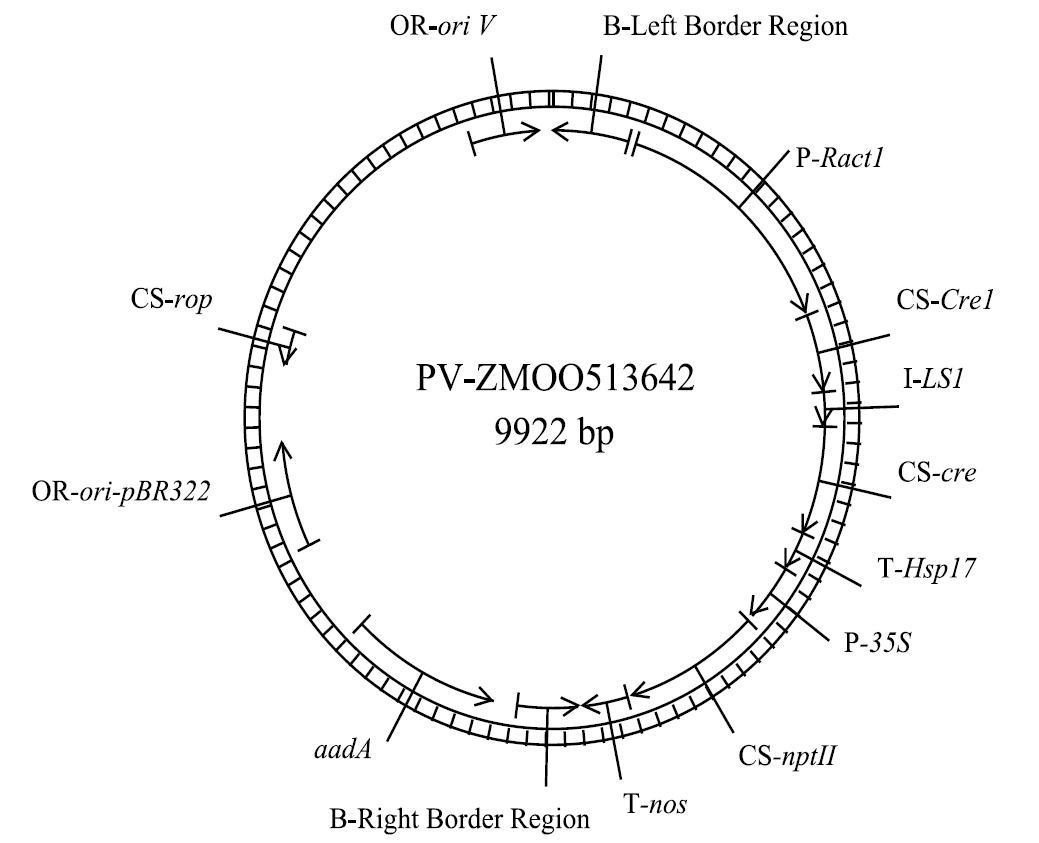 OR-ori V
B-Left Border Region
P-Ract1
CS-rop
CS-Cre1
PV-ZMOO513642
9922 bp
I-LS1
CS-cre
OR-ori-pBR322
T-Hsp17
P-35S
aadA
CS-nptII
T-nos
B-Right Border Region